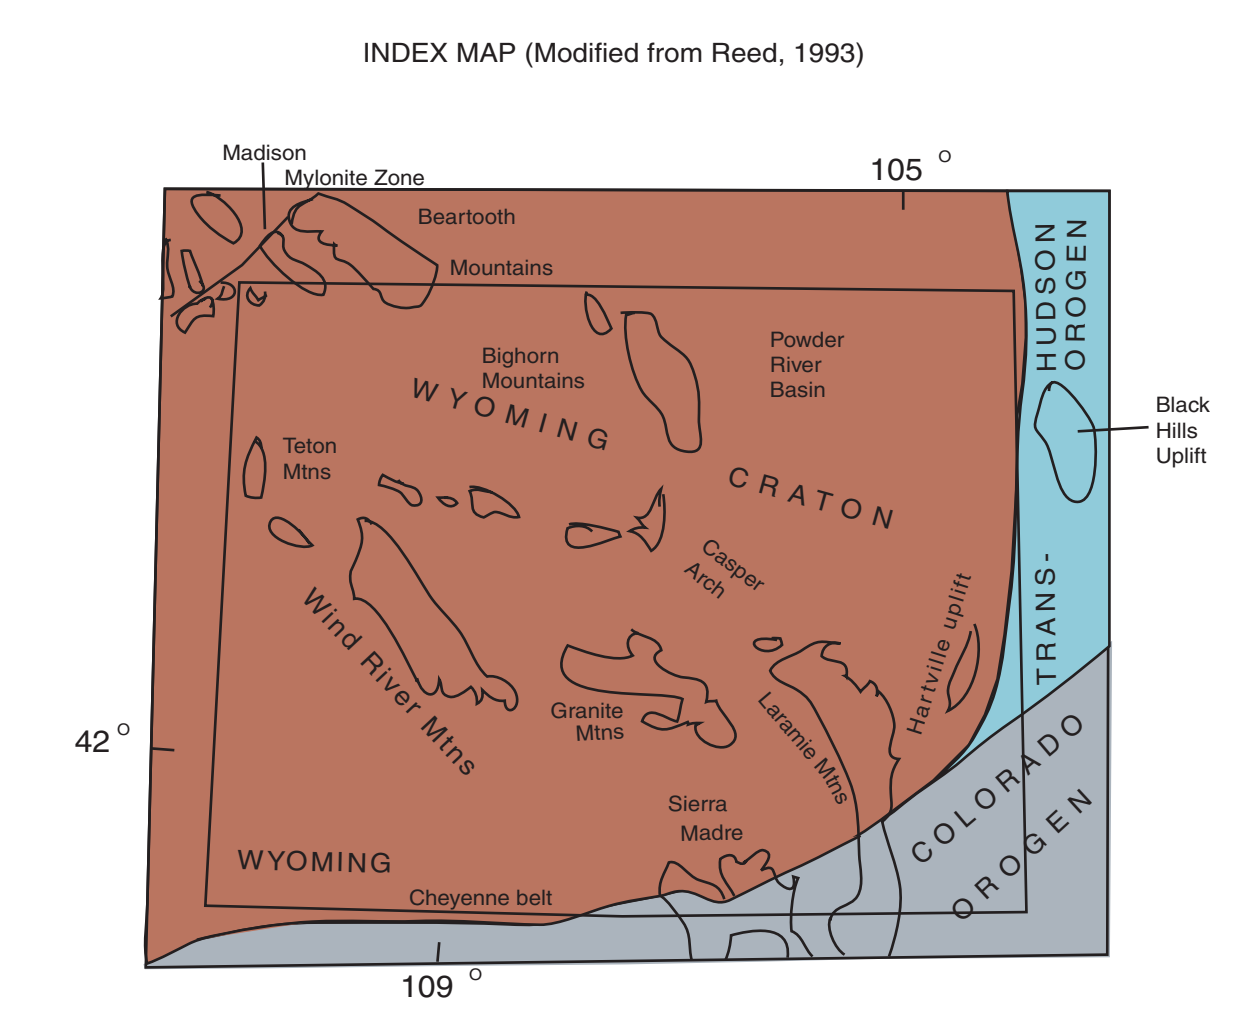 INDEX MAP (Modified from Reed, 1993)
Madison
Mylonite Zone
105 O
Beartooth
Mountains
HUDSON
OROGEN
Powder
River
Basin
Bighorn
Mountains
WYOMING
Black
Hills
Uplift
Teton
Mtns
CRATON
Casper
Arch
TRANS-
Hartville uplift
Wind River Mtns
Granite
Mtns
Laramie Mtns
42 O
COLORADO
OROGEN
Sierra
Madre
WYOMING
Cheyenne belt
109 O